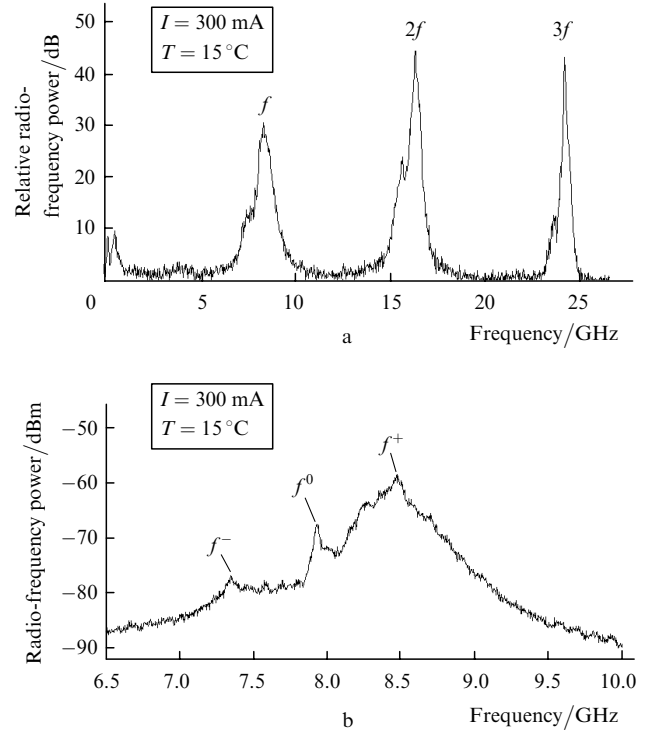 I = 300 mA
T = 15 °C
f
2f
3f
Relative radio-
frequency power/dB
50
40
30
20
10
0
5
10
15
20
25
a
Frequency/GHz
I = 300 mA
T = 15 °C
f⁻
f⁰
f⁺
Radio-frequency power/dBm
−50
−60
−70
−80
−90
6.5
7.0
7.5
8.0
8.5
9.0
9.5
10.0
b
Frequency/GHz